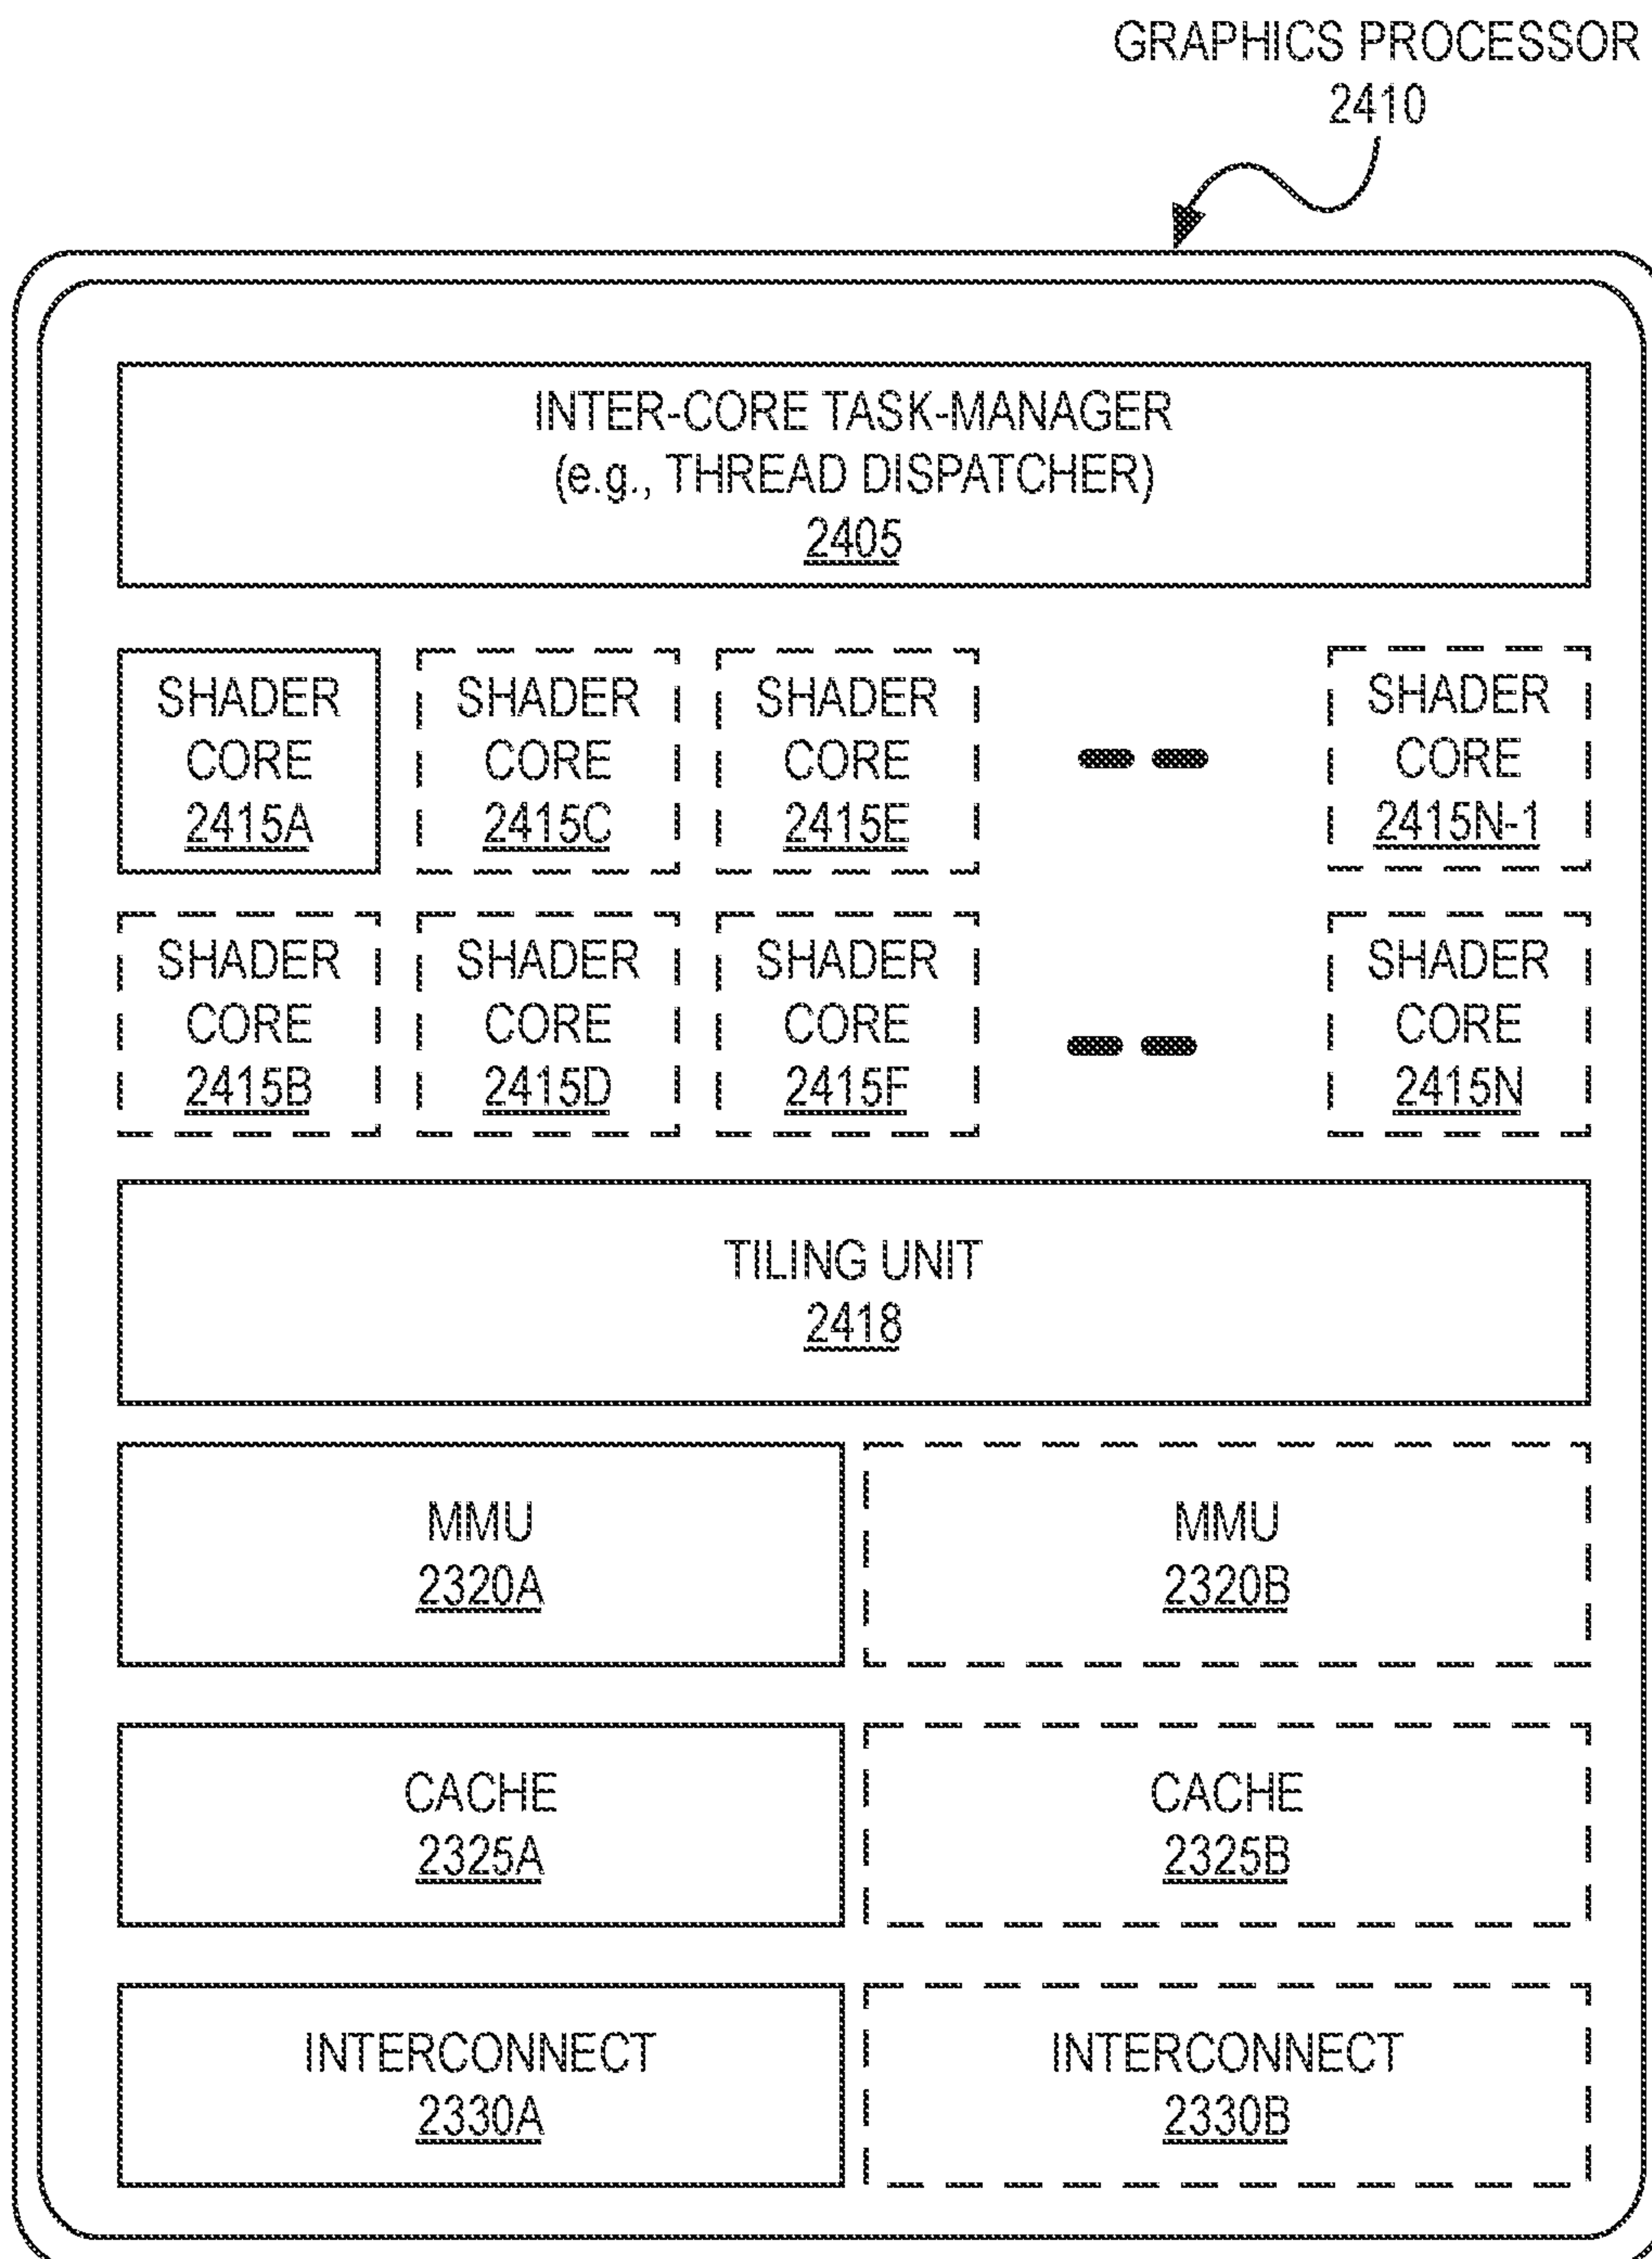 GRAPHICS PROCESSOR
2410
INTER-CORE TASK-MANAGER
(e.g., THREAD DISPATCHER)
2405
SHADER
CORE
2415A
SHADER
CORE
2415C
SHADER
CORE
2415E
SHADER
CORE
2415N-1
SHADER
CORE
2415B
SHADER
CORE
2415D
SHADER
CORE
2415F
SHADER
CORE
2415N
TILING UNIT
2418
MMU
2320A
MMU
2320B
CACHE
2325A
CACHE
2325B
INTERCONNECT
2330A
INTERCONNECT
2330B